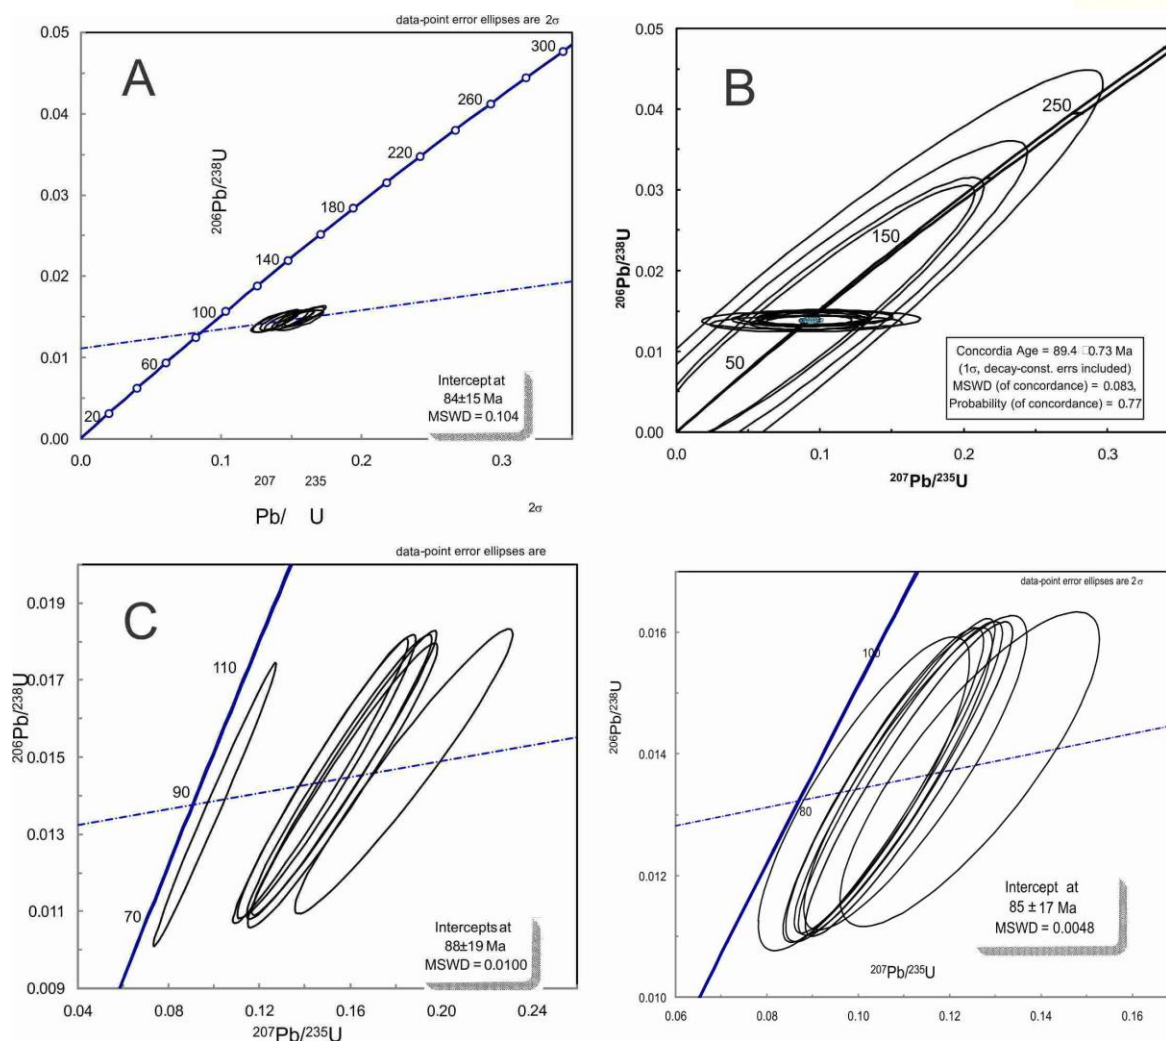 data-point error ellipses are 2σ
A
0.05
0.04
0.03
0.02
0.01
0.00
0.0
0.1
0.2
0.3
206Pb/238U
20
60
100
140
180
220
260
300
Intercept at
84±15 Ma
MSWD = 0.104
207 235
Pb/ U
2σ
B
0.05
0.04
0.03
0.02
0.01
0.00
0.0
0.1
0.2
0.3
206Pb/238U
50
150
250
Concordia Age = 89.4 □0.73 Ma
(1σ, decay-const. errs included)
MSWD (of concordance) = 0.083,
Probability (of concordance) = 0.77
207Pb/235U
data-point error ellipses are
C
0.019
0.017
0.015
0.013
0.011
0.009
0.04
0.08
0.12
0.16
0.20
0.24
206Pb/238U
110
90
70
Intercepts at
88±19 Ma
MSWD = 0.0100
207Pb/235U
data-point error ellipses are 2σ
0.016
0.014
0.012
0.010
0.06
0.08
0.10
0.12
0.14
0.16
206Pb/238U
100
80
Intercept at
85 ±17 Ma
MSWD = 0.0048
207Pb/235U